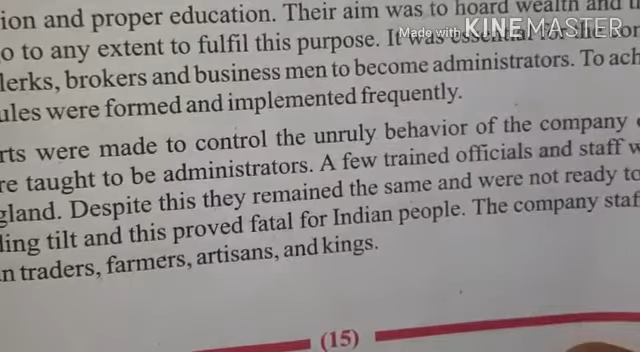 ion and proper education. Their aim was to hoard wealth and
o to any extent to fulfil this purpose. It was essential for the
Made with KINEMASTER
lerks, brokers and business men to become administrators. To ach
ules were formed and implemented frequently.
rts were made to control the unruly behavior of the company
re taught to be administrators. A few trained officials and staff w
gland. Despite this they remained the same and were not ready to
ling tilt and this proved fatal for Indian people. The company staf
n traders, farmers, artisans, and kings.
(15)